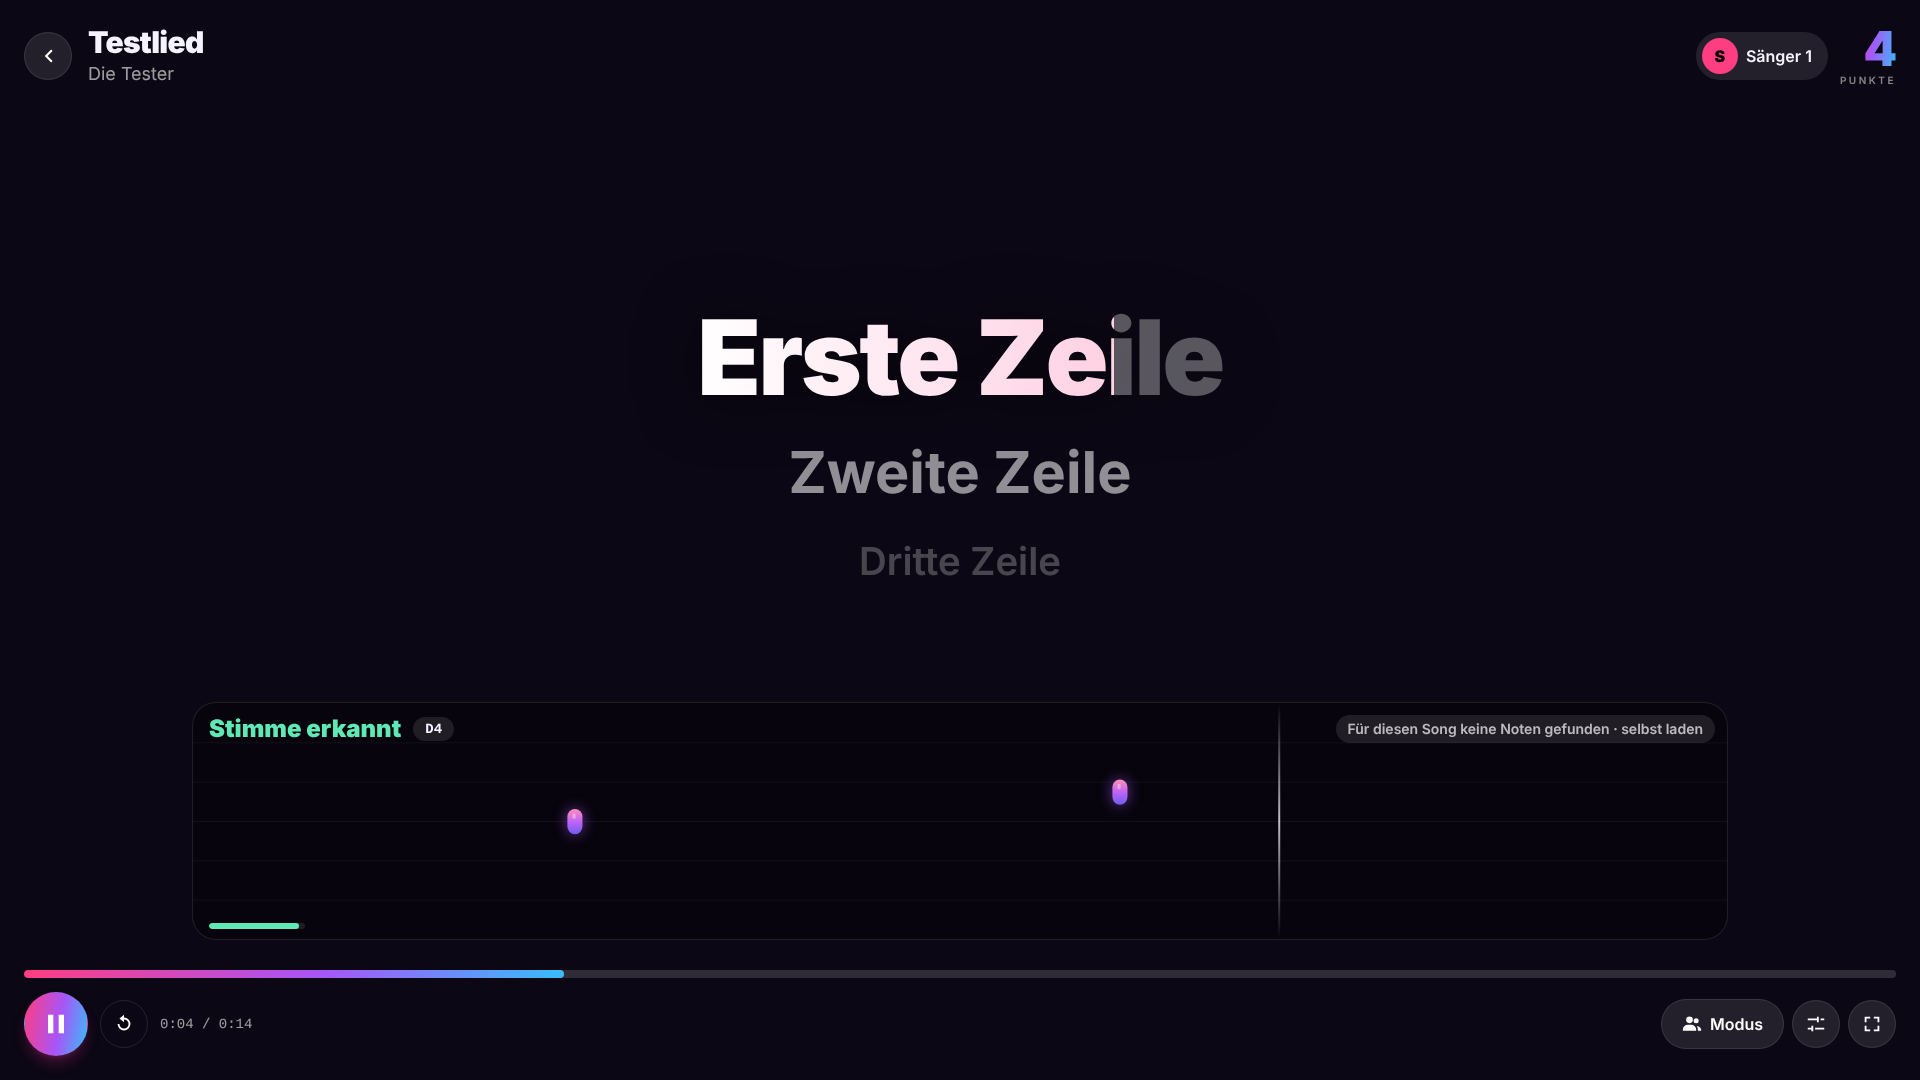 Testlied
Die Tester
S Sänger 1
4
PUNKTE
Erste Zeile
Zweite Zeile
Dritte Zeile
Stimme erkannt D4
Für diesen Song keine Noten gefunden · selbst laden
0:04 / 0:14
Modus